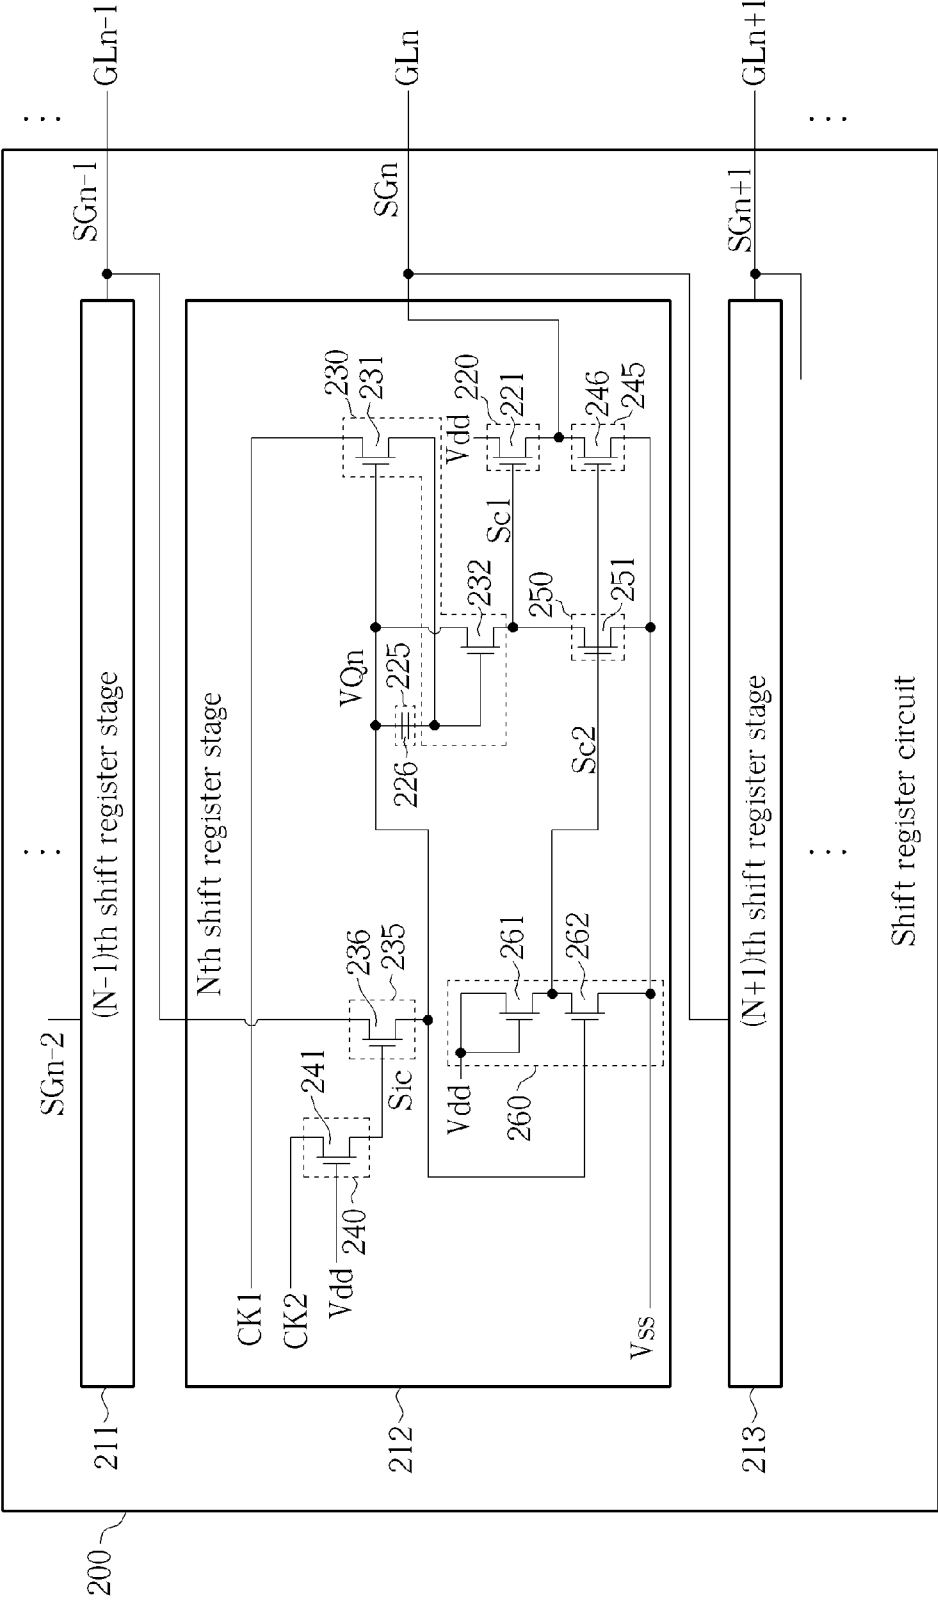 200
Shift register circuit
...
...
...
...
SGn-2
211
(N-1)th shift register stage
SGn-1
GLn-1
212
Nth shift register stage
CK1
CK2
Vdd
240
241
Sic
236
235
VQn
225
226
230
231
232
Vdd
220
221
Sc1
250
251
246
245
Sc2
Vdd
260
261
262
Vss
SGn
GLn
213
(N+1)th shift register stage
SGn+1
GLn+1